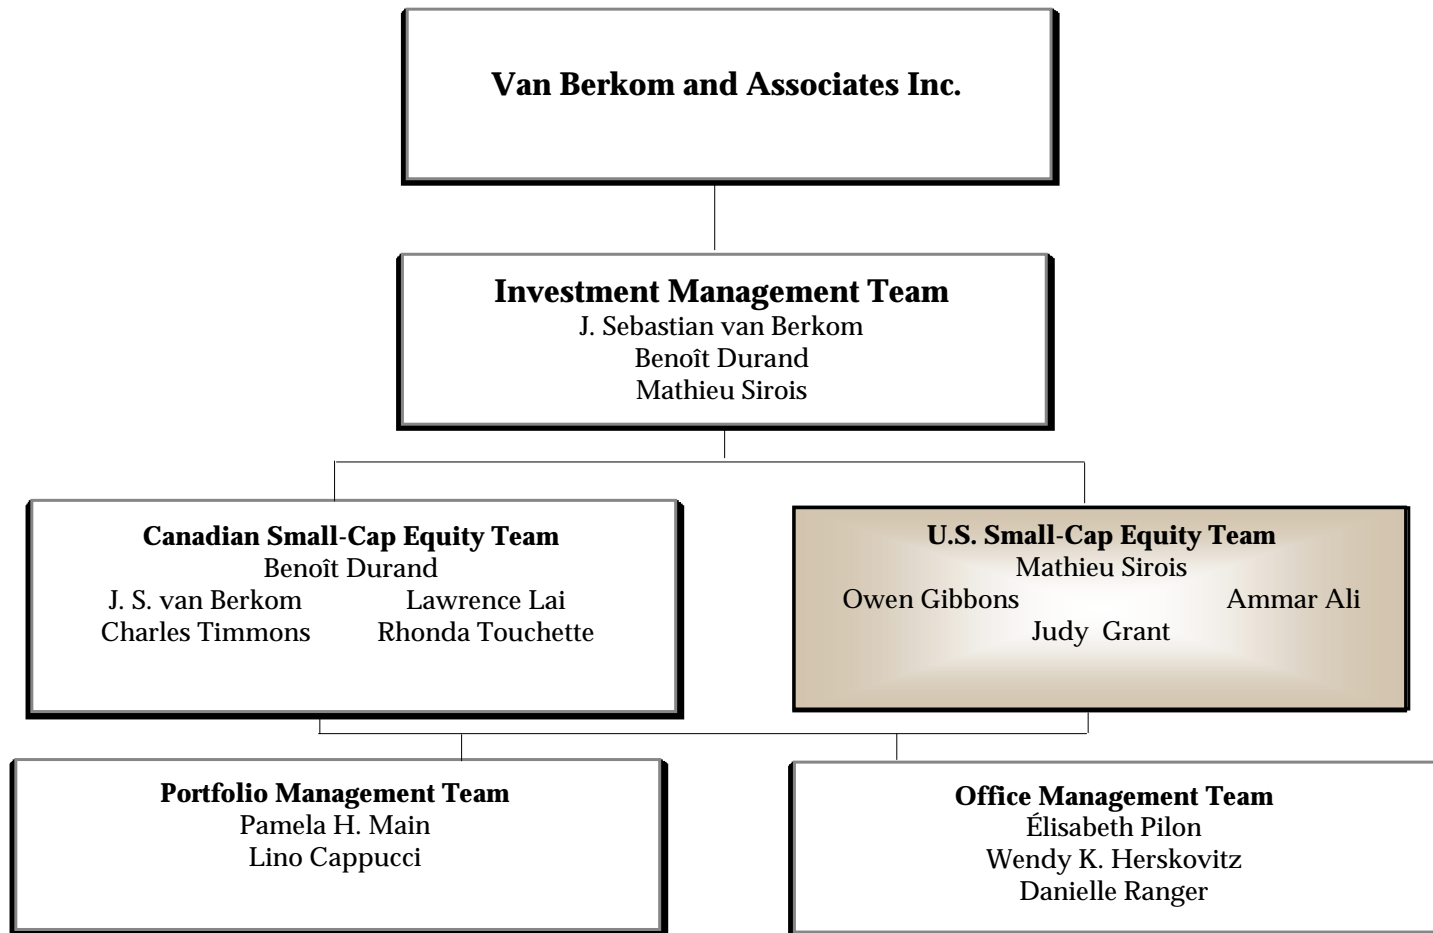 Van Berkom and Associates Inc.
Investment Management Team
J. Sebastian van Berkom
Benoît Durand
Mathieu Sirois
Canadian Small-Cap Equity Team
Benoît Durand
J. S. van Berkom Lawrence Lai
Charles Timmons Rhonda Touchette
U.S. Small-Cap Equity Team
Mathieu Sirois
Owen Gibbons Ammar Ali
Judy Grant
Portfolio Management Team
Pamela H. Main
Lino Cappucci
Office Management Team
Élisabeth Pilon
Wendy K. Herskovitz
Danielle Ranger